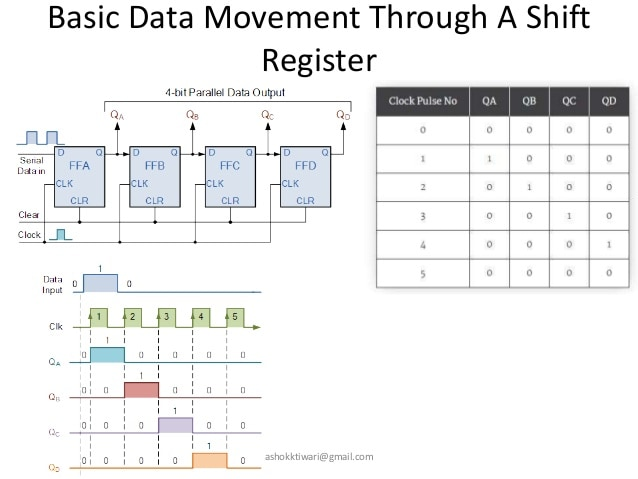 Basic Data Movement Through A Shift
Register
4-bit Parallel Data Output
QA QB QC QD
Serial
Data in
D Q D Q D Q D Q
FFA FFB FFC FFD
CLK CLK CLK CLK
CLR CLR CLR CLR
Clear
Clock
Clock Pulse No QA QB QC QD
0 0 0 0 0
1 1 0 0 0
2 0 1 0 0
3 0 0 1 0
4 0 0 0 1
5 0 0 0 0
Data
Input
0 1 0
Clk 1 2 3 4 5
QA 0 1 0 0 0 0
QB 0 0 1 0 0 0
QC 0 0 0 1 0 0
QD 0 0 0 0 1 0
ashokktiwari@gmail.com